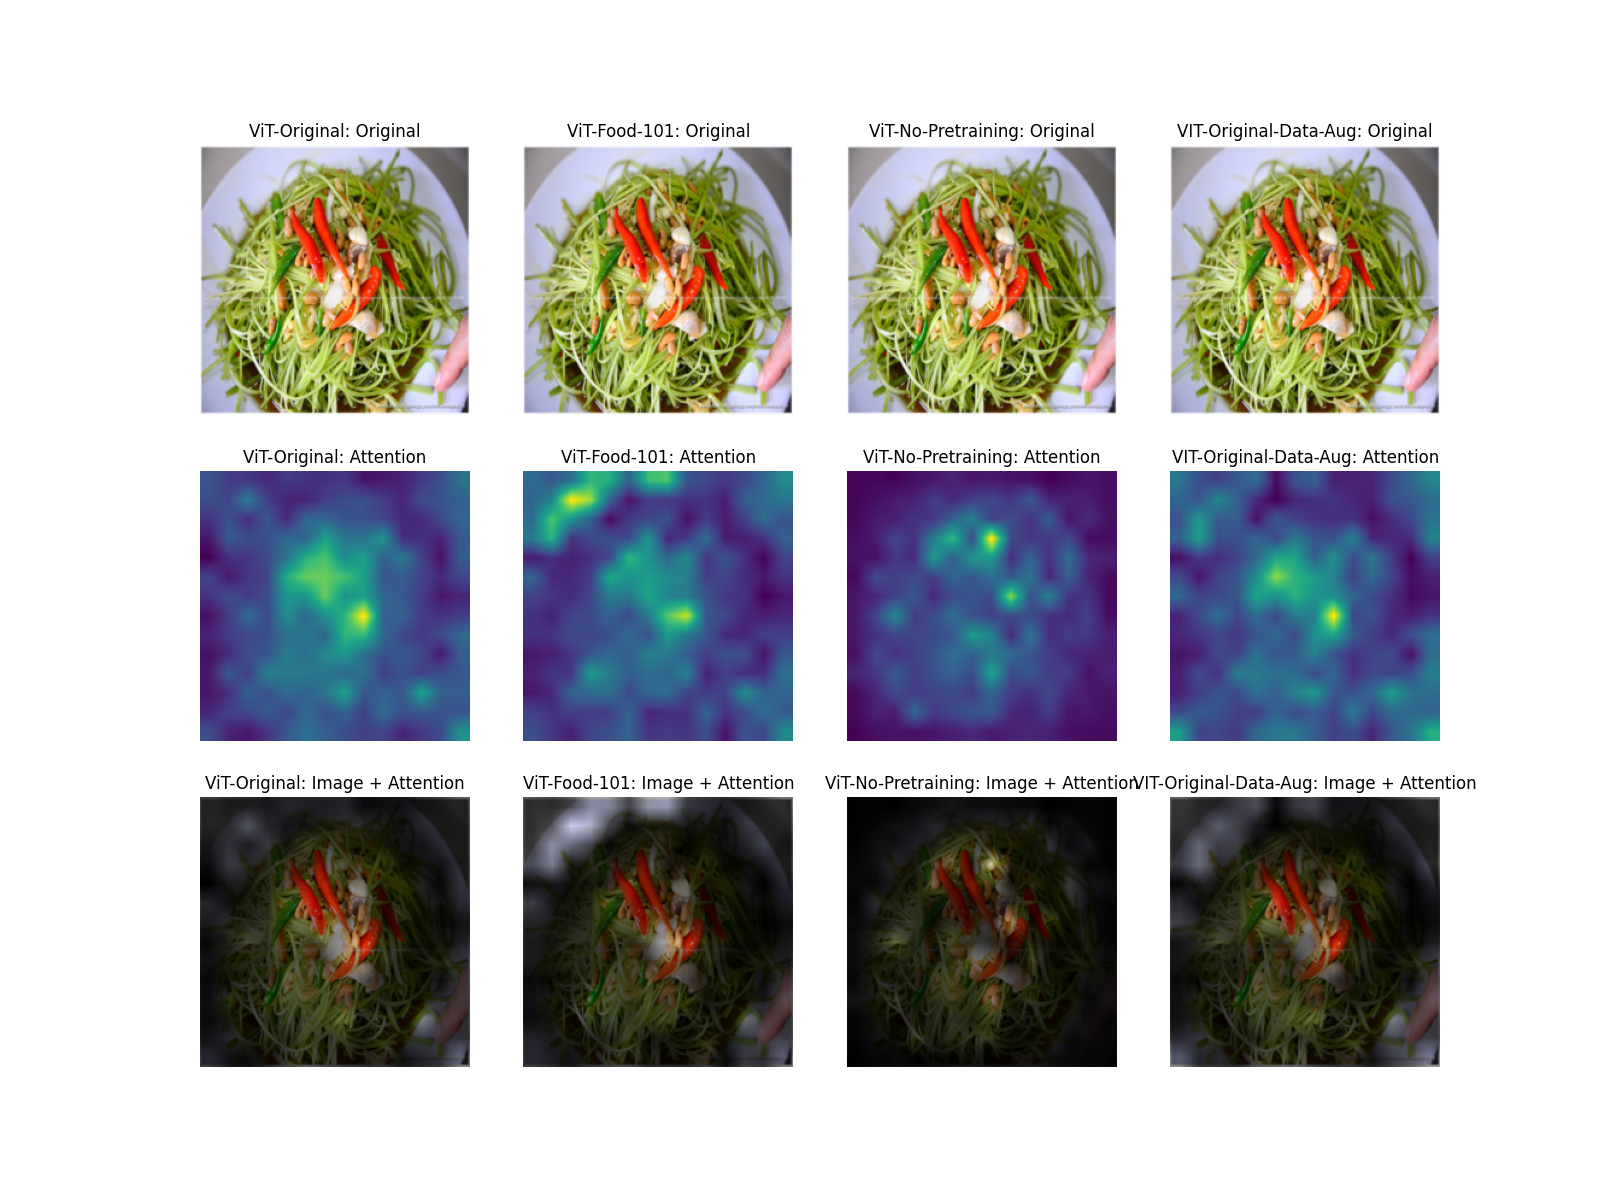 ViT-Original: Original
ViT-Food-101: Original
ViT-No-Pretraining: Original
VIT-Original-Data-Aug: Original
ViT-Original: Attention
ViT-Food-101: Attention
ViT-No-Pretraining: Attention
VIT-Original-Data-Aug: Attention
ViT-Original: Image + Attention
ViT-Food-101: Image + Attention
ViT-No-Pretraining: Image + Attention
VIT-Original-Data-Aug: Image + Attention